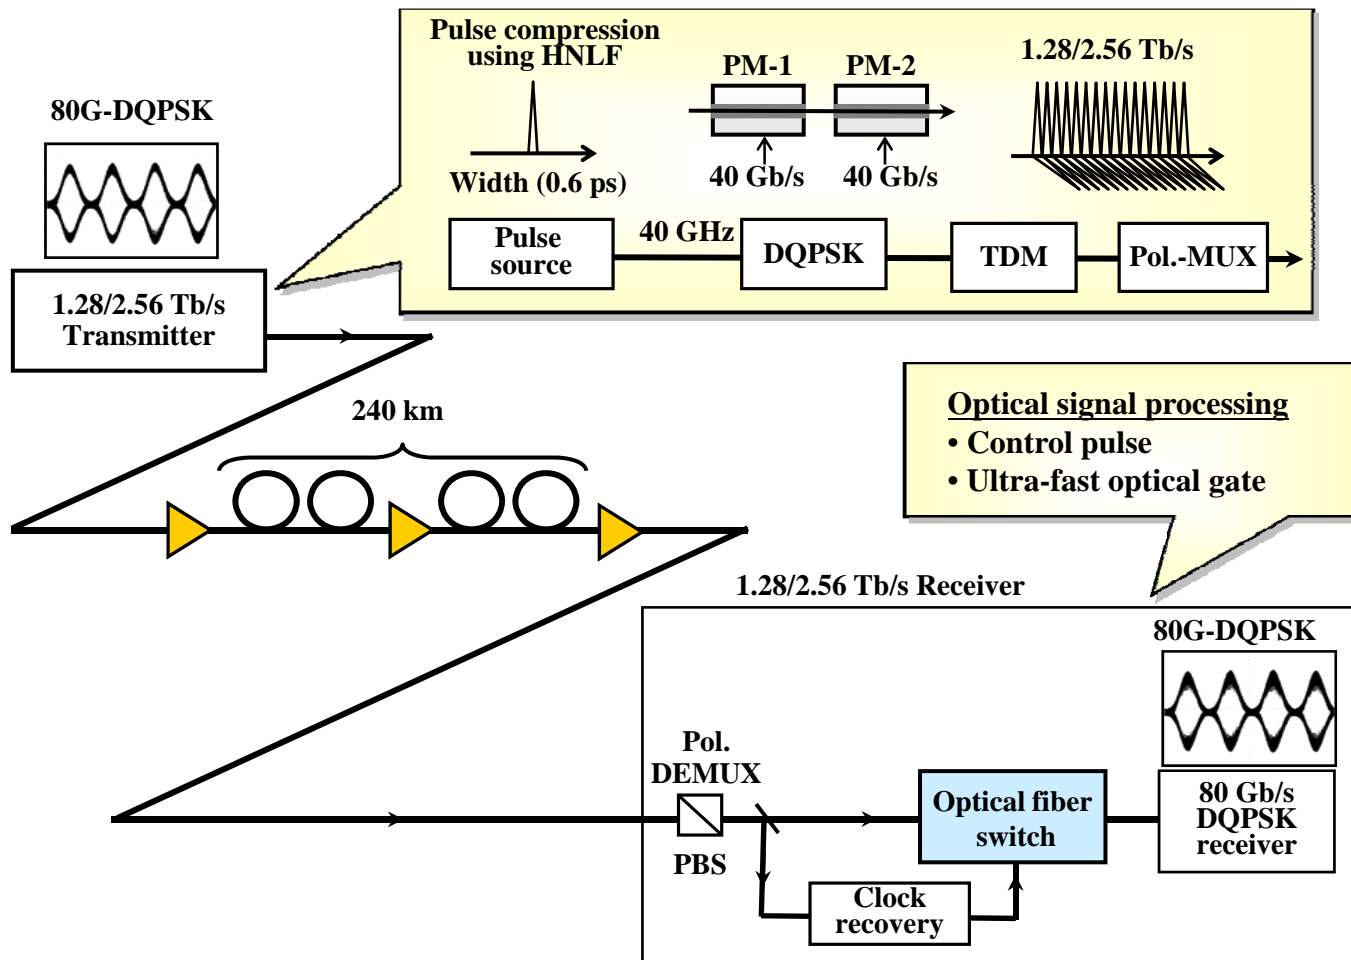 Pulse compression
using HNLF
PM-1
PM-2
1.28/2.56 Tb/s
80G-DQPSK
Width (0.6 ps)
40 Gb/s
40 Gb/s
Pulse
source
40 GHz
DQPSK
TDM
Pol.-MUX
1.28/2.56 Tb/s
Transmitter
240 km
Optical signal processing
• Control pulse
• Ultra-fast optical gate
1.28/2.56 Tb/s Receiver
80G-DQPSK
Pol.
DEMUX
PBS
Optical fiber
switch
80 Gb/s
DQPSK
receiver
Clock
recovery